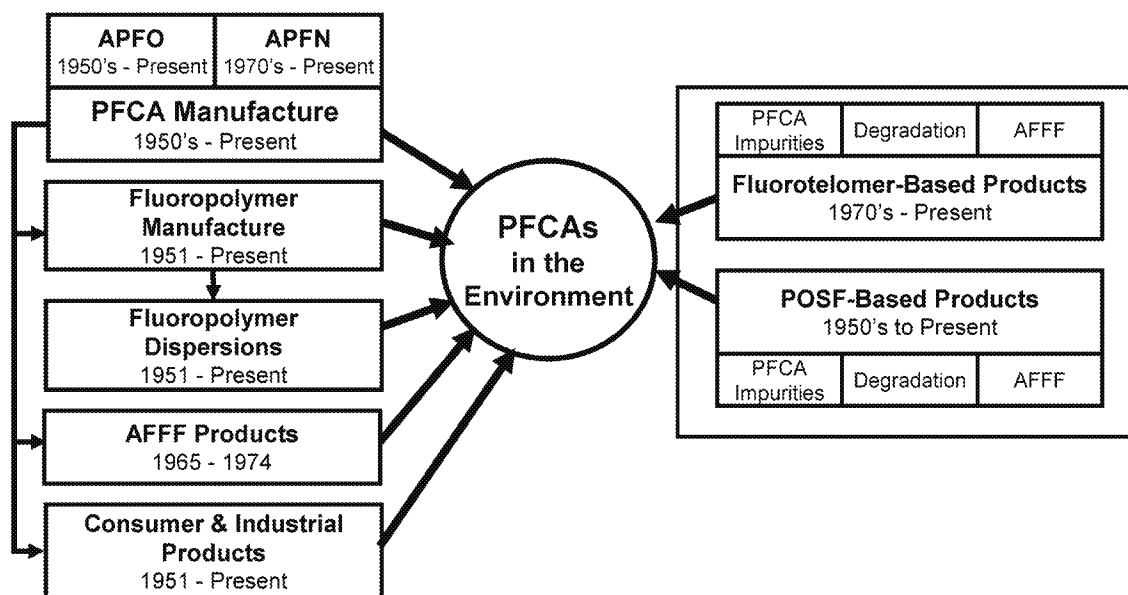 APFO
1950's - Present
APFN
1970's - Present
PFCA Manufacture
1950's - Present
Fluoropolymer
Manufacture
1951 - Present
Fluoropolymer
Dispersions
1951 - Present
AFFF Products
1965 - 1974
Consumer & Industrial
Products
1951 - Present
PFCAs
in the
Environment
PFCA
Impurities
Degradation
AFFF
Fluorotelomer-Based Products
1970's - Present
POSF-Based Products
1950's to Present
PFCA
Impurities
Degradation
AFFF